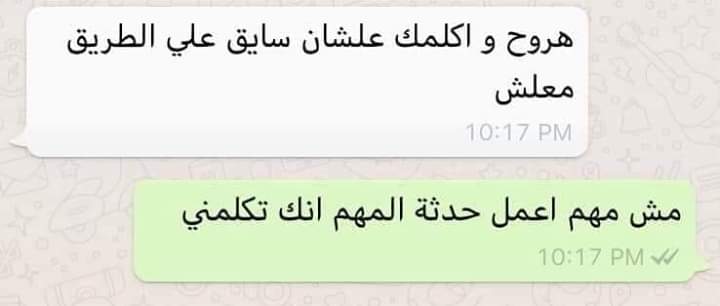 هروح و اكلمك علشان سايق علي الطريق
معلش
10:17 PM
مش مهم اعمل حدثة المهم انك تكلمني
10:17 PM